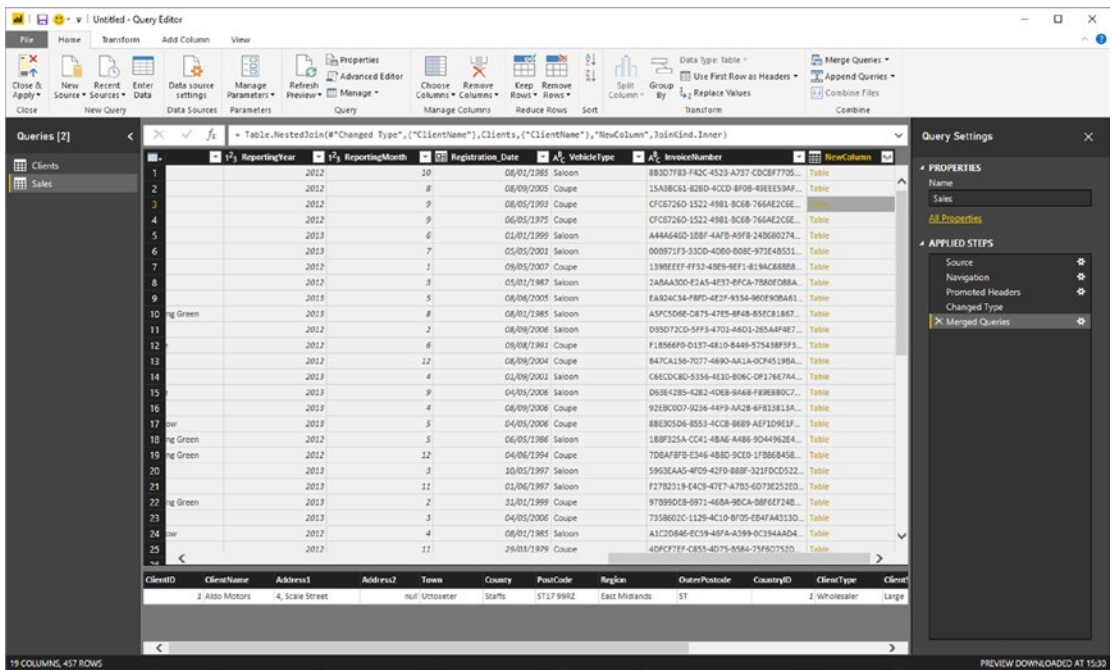 Untitled - Query Editor
File Home Transform Add Column View
Close & Apply New Source Recent Sources Enter Data Data source settings Manage Parameters Refresh Preview Properties Advanced Editor Manage Choose Columns Remove Columns Keep Rows Remove Rows Split Column Group By Data Type: Table Use First Row as Headers Replace Values Merge Queries Append Queries Combine Files
Close New Query Data Sources Parameters Query Manage Columns Reduce Rows Sort Transform Combine
Queries [2]
Clients
Sales
= Table.NestedJoin(#"Changed Type",{"ClientName"},Clients,{"ClientName"},"NewColumn",JoinKind.Inner)
ReportingYear ReportingMonth Registration_Date VehicleType InvoiceNumber NewColumn
1 2012 10 08/01/1985 Saloon Table
2 2012 8 08/09/2005 Coupe Table
3 2012 9 08/05/1993 Coupe Table
4 2012 9 06/05/1975 Coupe Table
5 2013 6 01/01/1999 Saloon Table
6 2013 7 05/05/2001 Saloon Table
7 2012 1 09/05/2007 Coupe Table
8 2012 3 05/01/1987 Saloon Table
9 2013 5 08/06/2005 Saloon Table
10 ng Green 2013 8 08/01/1985 Saloon Table
11 2012 2 08/09/2006 Saloon Table
12 2012 6 09/08/1991 Coupe Table
13 2012 12 08/09/2004 Coupe Table
14 2013 4 01/09/2001 Saloon Table
15 2013 9 04/05/2006 Saloon Table
16 2013 4 08/09/2006 Coupe Table
17 ow 2013 5 04/05/2006 Coupe Table
18 ng Green 2012 5 06/05/1986 Saloon Table
19 ng Green 2012 12 04/06/1994 Coupe Table
20 2013 3 10/05/1997 Saloon Table
21 2013 11 01/06/1997 Saloon Table
22 ng Green 2013 2 31/01/1999 Coupe Table
23 2013 3 04/05/2006 Coupe Table
24 ow 2013 4 08/01/1985 Saloon Table
25 2012 11 29/03/1979 Coupe Table
ClientID ClientName Address1 Address2 Town County PostCode Region OuterPostode CountryID ClientType
1 Aldo Motors 4, Scale Street null Uttoxeter Staffs ST17 99RZ East Midlands ST 1 Wholesaler Large
Query Settings
PROPERTIES
Name
Sales
All Properties
APPLIED STEPS
Source
Navigation
Promoted Headers
Changed Type
Merged Queries
19 COLUMNS, 457 ROWS
PREVIEW DOWNLOADED AT 15:30